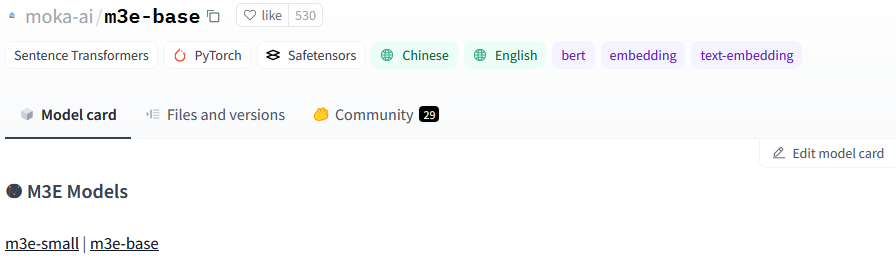 moka-ai/m3e-base like 530
Sentence Transformers PyTorch Safetensors Chinese English bert embedding text-embedding
Model card Files and versions Community 29
Edit model card
M3E Models
m3e-small | m3e-base